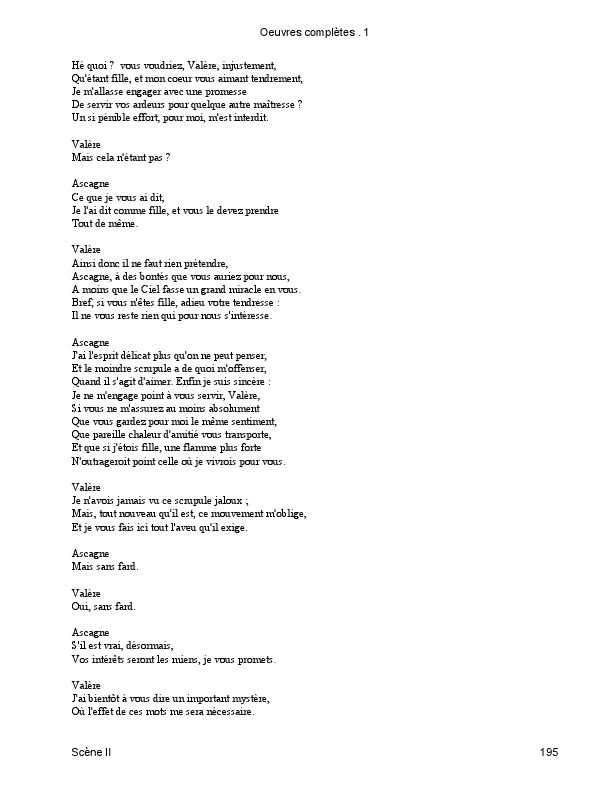 Oeuvres complètes . 1
Hé quoi ?  vous voudriez, Valère, injustement,
Qu'étant fille, et mon coeur vous aimant tendrement,
Je m'allasse engager avec une promesse
De servir vos ardeurs pour quelque autre maîtresse ?
Un si pénible effort, pour moi, m'est interdit.
Valère
Mais cela n'étant pas ?
Ascagne
Ce que je vous ai dit,
Je l'ai dit comme fille, et vous le devez prendre
Tout de même.
Valère
Ainsi donc il ne faut rien prétendre,
Ascagne, à des bontés que vous auriez pour nous,
A moins que le Ciel fasse un grand miracle en vous.
Bref, si vous n'êtes fille, adieu votre tendresse :
Il ne vous reste rien qui pour nous s'intéresse.
Ascagne
J'ai l'esprit délicat plus qu'on ne peut penser,
Et le moindre scrupule a de quoi m'offenser,
Quand il s'agit d'aimer. Enfin je suis sincère :
Je ne m'engage point à vous servir, Valère,
Si vous ne m'assurez au moins absolument
Que vous gardez pour moi le même sentiment,
Que pareille chaleur d'amitié vous transporte,
Et que si j'étois fille, une flamme plus forte
N'outrageroit point celle où je vivrois pour vous.
Valère
Je n'avois jamais vu ce scrupule jaloux ;
Mais, tout nouveau qu'il est, ce mouvement m'oblige,
Et je vous fais ici tout l'aveu qu'il exige.
Ascagne
Mais sans fard.
Valère
Oui, sans fard.
Ascagne
S'il est vrai, désormais,
Vos intérêts seront les miens, je vous promets.
Valère
J'ai bientôt à vous dire un important mystère,
Où l'effet de ces mots me sera nécessaire.
Scène II 195